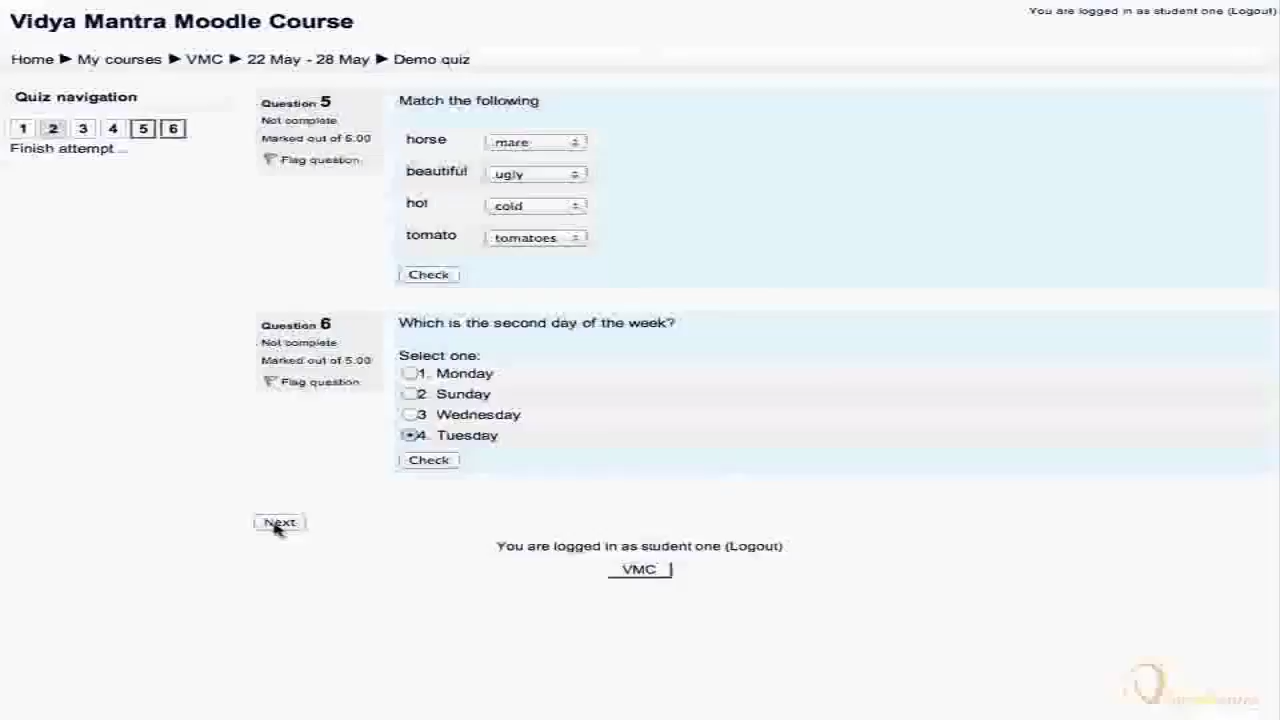 Vidya Mantra Moodle Course
You are logged in as student one (Logout)
Home ► My courses ► VMC ► 22 May - 28 May ► Demo quiz
Quiz navigation
1 2 3 4 5 6
Finish attempt ...
Question 5
Not complete
Marked out of 6.00
Flag question
Match the following
horse mare
beautiful ugly
hot cold
tomato tomatoes
Check
Question 6
Not complete
Marked out of 5.00
Flag question
Which is the second day of the week?
Select one:
1. Monday
2. Sunday
3 Wednesday
4. Tuesday
Check
Next
You are logged in as student one (Logout)
VMC